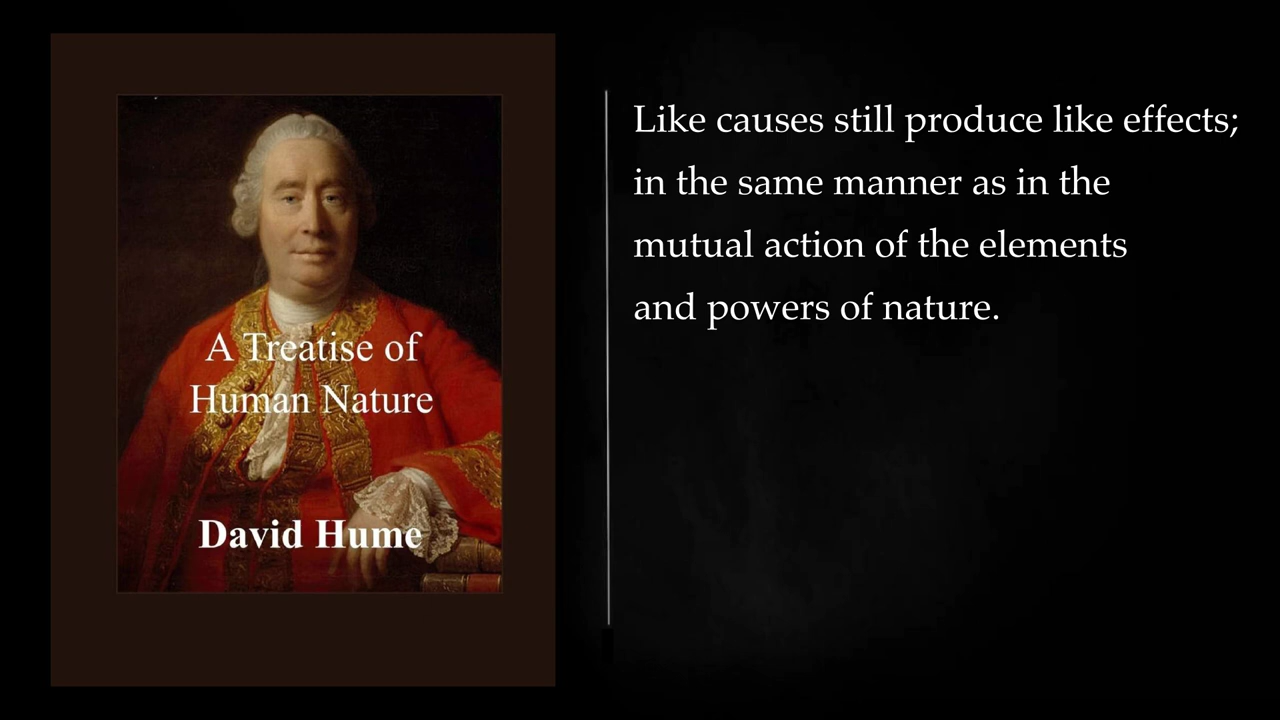 A Treatise of
Human Nature
David Hume
Like causes still produce like effects;
in the same manner as in the
mutual action of the elements
and powers of nature.